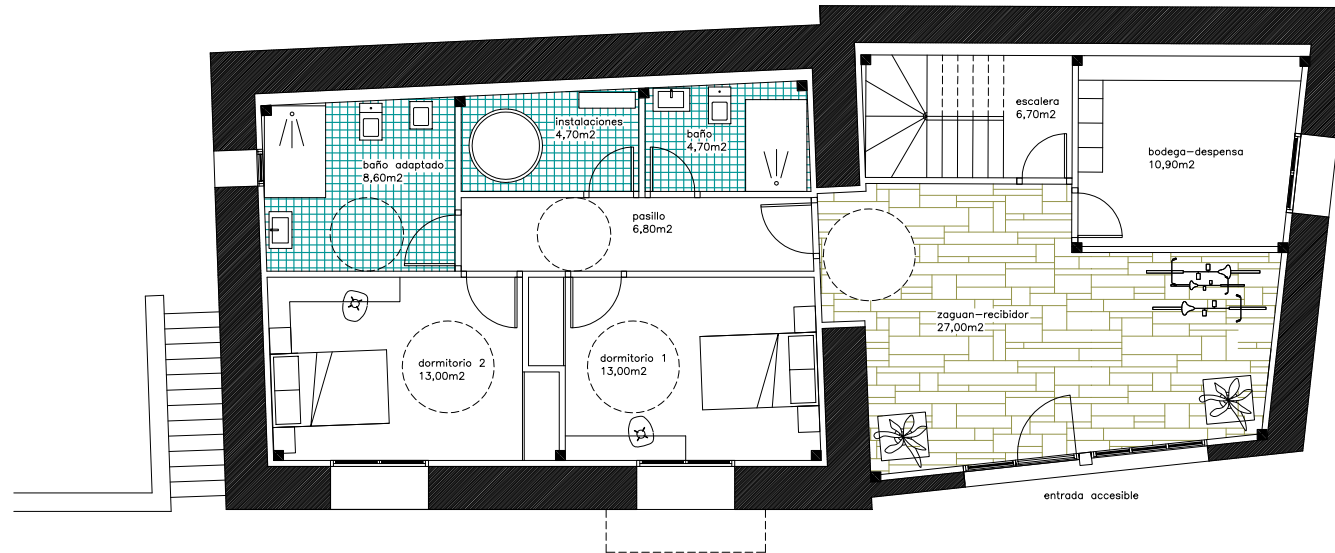 escalera
6,70m2
instalaciones
4,70m2
baño
4,70m2
bodega-despensa
10,90m2
baño adaptado
8,60m2
pasillo
6,80m2
zaguan-recibidor
27,00m2
dormitorio 2
13,00m2
dormitorio 1
13,00m2
entrada accesible